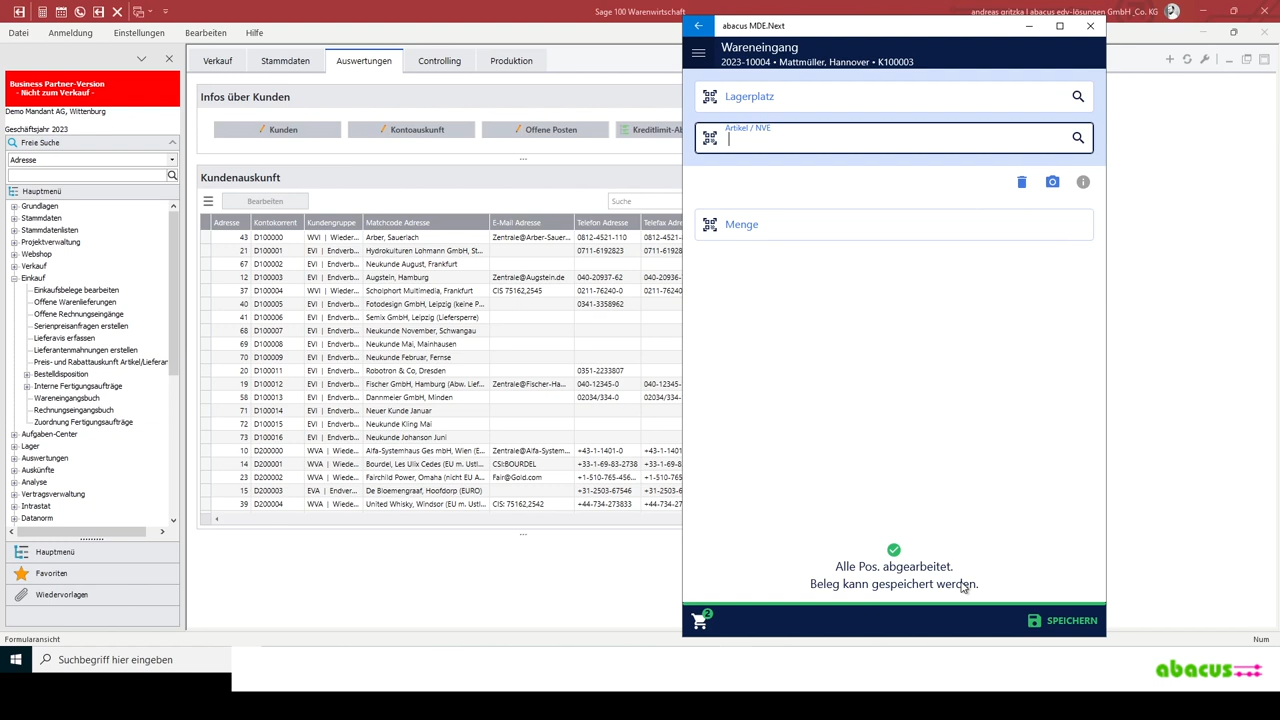 Sage 100 Warenwirtschaft
andreas gritzka | abacus edv-lösungen GmbH _Co. KG
Datei Anmeldung Einstellungen Bearbeiten Hilfe
Business Partner-Version
- Nicht zum Verkauf -
Demo Mandant AG, Wittenburg
Geschäftsjahr 2023
Freie Suche
Adresse
Hauptmenü
Grundlagen
Stammdaten
Stammdatenlisten
Projektverwaltung
Webshop
Verkauf
Einkauf
Einkaufsbelege bearbeiten
Offene Warenlieferungen
Offene Rechnungseingänge
Serienpreisanfragen erstellen
Lieferavis erfassen
Lieferantenmahnungen erstellen
Preis- und Rabattauskunft Artikel/Lieferan
Bestelldisposition
Interne Fertigungsaufträge
Wareneingangsbuch
Rechnungseingangsbuch
Zuordnung Fertigungsaufträge
Aufgaben-Center
Lager
Auswertungen
Auskünfte
Analyse
Vertragsverwaltung
Intrastat
Datanorm
Hauptmenü
Favoriten
Wiedervorlagen
Formularansicht
Verkauf Stammdaten Auswertungen Controlling Produktion
Infos über Kunden
Kunden Kontoauskunft Offene Posten Kreditlimit-Ab
...
Kundenauskunft
Bearbeiten Suche
Adresse Kontokorrent Kundengruppe Matchcode Adresse E-Mail Adresse Telefon Adresse Telefax Adre
43 D100000 WVI | Wieder... Arber, Sauerlach Zentrale@Arber-Sauer... 0812-4521-110 0812-4521
21 D100001 EVI | Endverb... Hydrokulturen Lohmann GmbH, St... 0711-6192823 0711-6192
67 D100002 EVI | Endverb... Neukunde August, Frankfurt
12 D100003 EVI | Endverb... Augstein, Hamburg Zentrale@Augstein.de 040-20937-62 040-20936-
37 D100004 WVI | Wieder... Scholphort Multimedia, Frankfurt CIS 75162,2545 0211-76240-0 0211-7624
40 D100005 EVI | Endverb... Fotodesign GmbH, Leipzig (keine P... 0341-3358962
41 D100006 EVI | Endverb... Semix GmbH, Leipzig (Liefersperre)
68 D100007 EVI | Endverb... Neukunde November, Schwangau
69 D100008 EVI | Endverb... Neukunde Mai, Mainhausen
70 D100009 EVI | Endverb... Neukunde Februar, Fernse
20 D100011 EVI | Endverb... Robotron & Co, Dresden 0351-2233807
19 D100012 EVI | Endverb... Fischer GmbH, Hamburg (Abw. Lief... Zentrale@Fischer-Ha... 040-12345-0 040-12345-
58 D100013 EVI | Endverb... Dannmeier GmbH, Minden 02034/334-0 02034/334-
71 D100014 EVI | Endverb... Neuer Kunde Januar
72 D100015 EVI | Endverb... Neukunde Kling Mai
73 D100016 EVI | Endverb... Neukunde Johanson Juni
10 D200000 WVA | Wiede... Alfa-Systemhaus Ges mbH, Wien (E... Zentrale@Alfa-System... +43-1-1401-0 +43-1-1401
14 D200001 WVA | Wiede... Bourdel, Les Ulix Cedes (EU m. Usti... CSI:BOURDEL +33-1-69-83-2738 +33-1-69-8
23 D200002 WVA | Wiede... Fairchild Power, Omaha (nicht EU A... Fair@Gold.com +1-510-765-456... +1-510-765
15 D200003 EVA | Endver... De Bloemengraaf, Hoofdorp (EURO) +31-2503-67546 +31-2503-6
39 D200004 WVA | Wiede... United Whisky, Windsor (EU m. Usti... CIS: 75162,2542 +44-734-273833 +44-734-27
...
abacus MDE.Next
Wareneingang
2023-10004 • Mattmüller, Hannover • K100003
Lagerplatz
Artikel / NVE
Menge
Alle Pos. abgearbeitet.
Beleg kann gespeichert werden.
2
SPEICHERN
Num
Suchbegriff hier eingeben
abacus